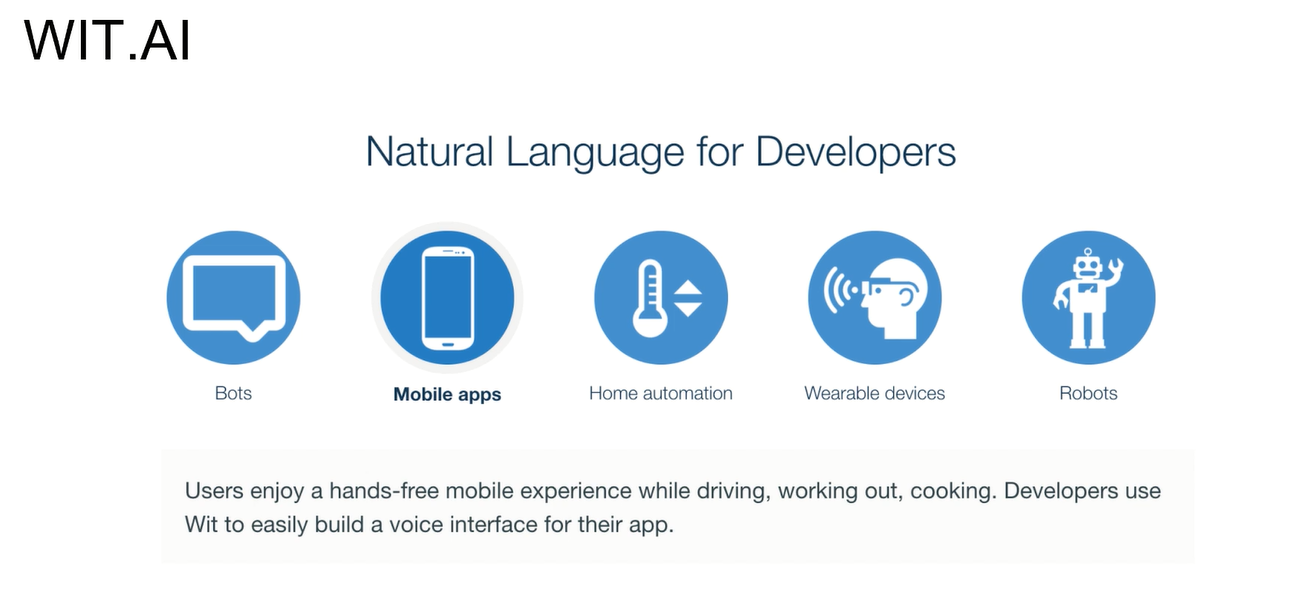 WIT.AI
Natural Language for Developers
Bots
Mobile apps
Home automation
Wearable devices
Robots
Users enjoy a hands-free mobile experience while driving, working out, cooking. Developers use
Wit to easily build a voice interface for their app.